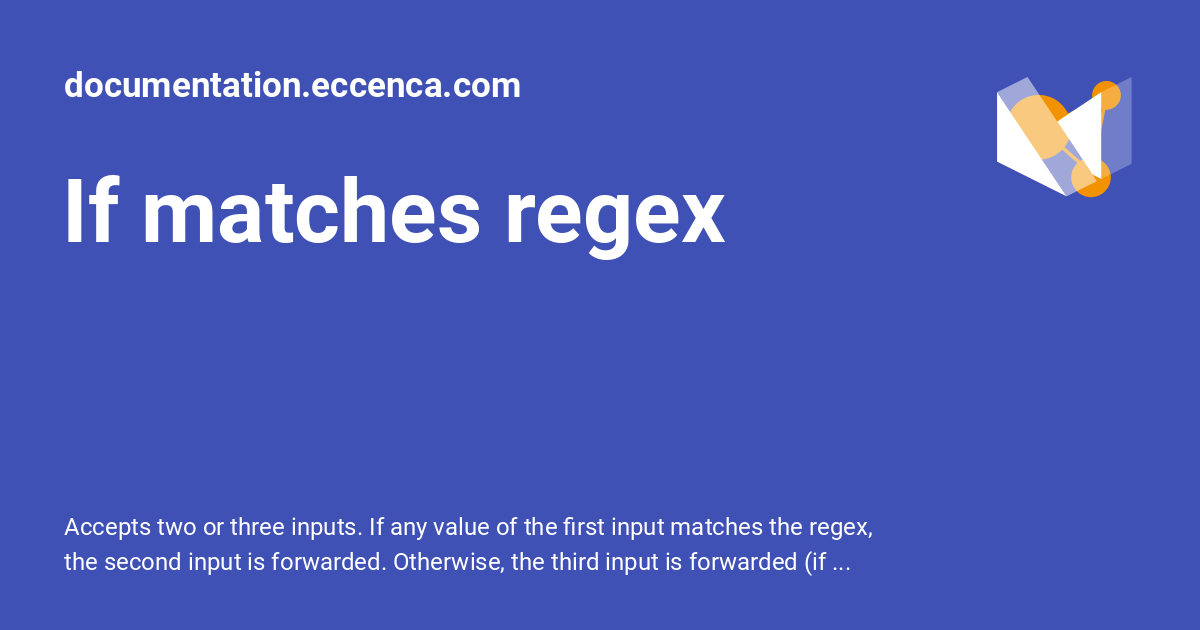 documentation.eccenca.com
If matches regex
Accepts two or three inputs. If any value of the first input matches the regex,
the second input is forwarded. Otherwise, the third input is forwarded (if ...